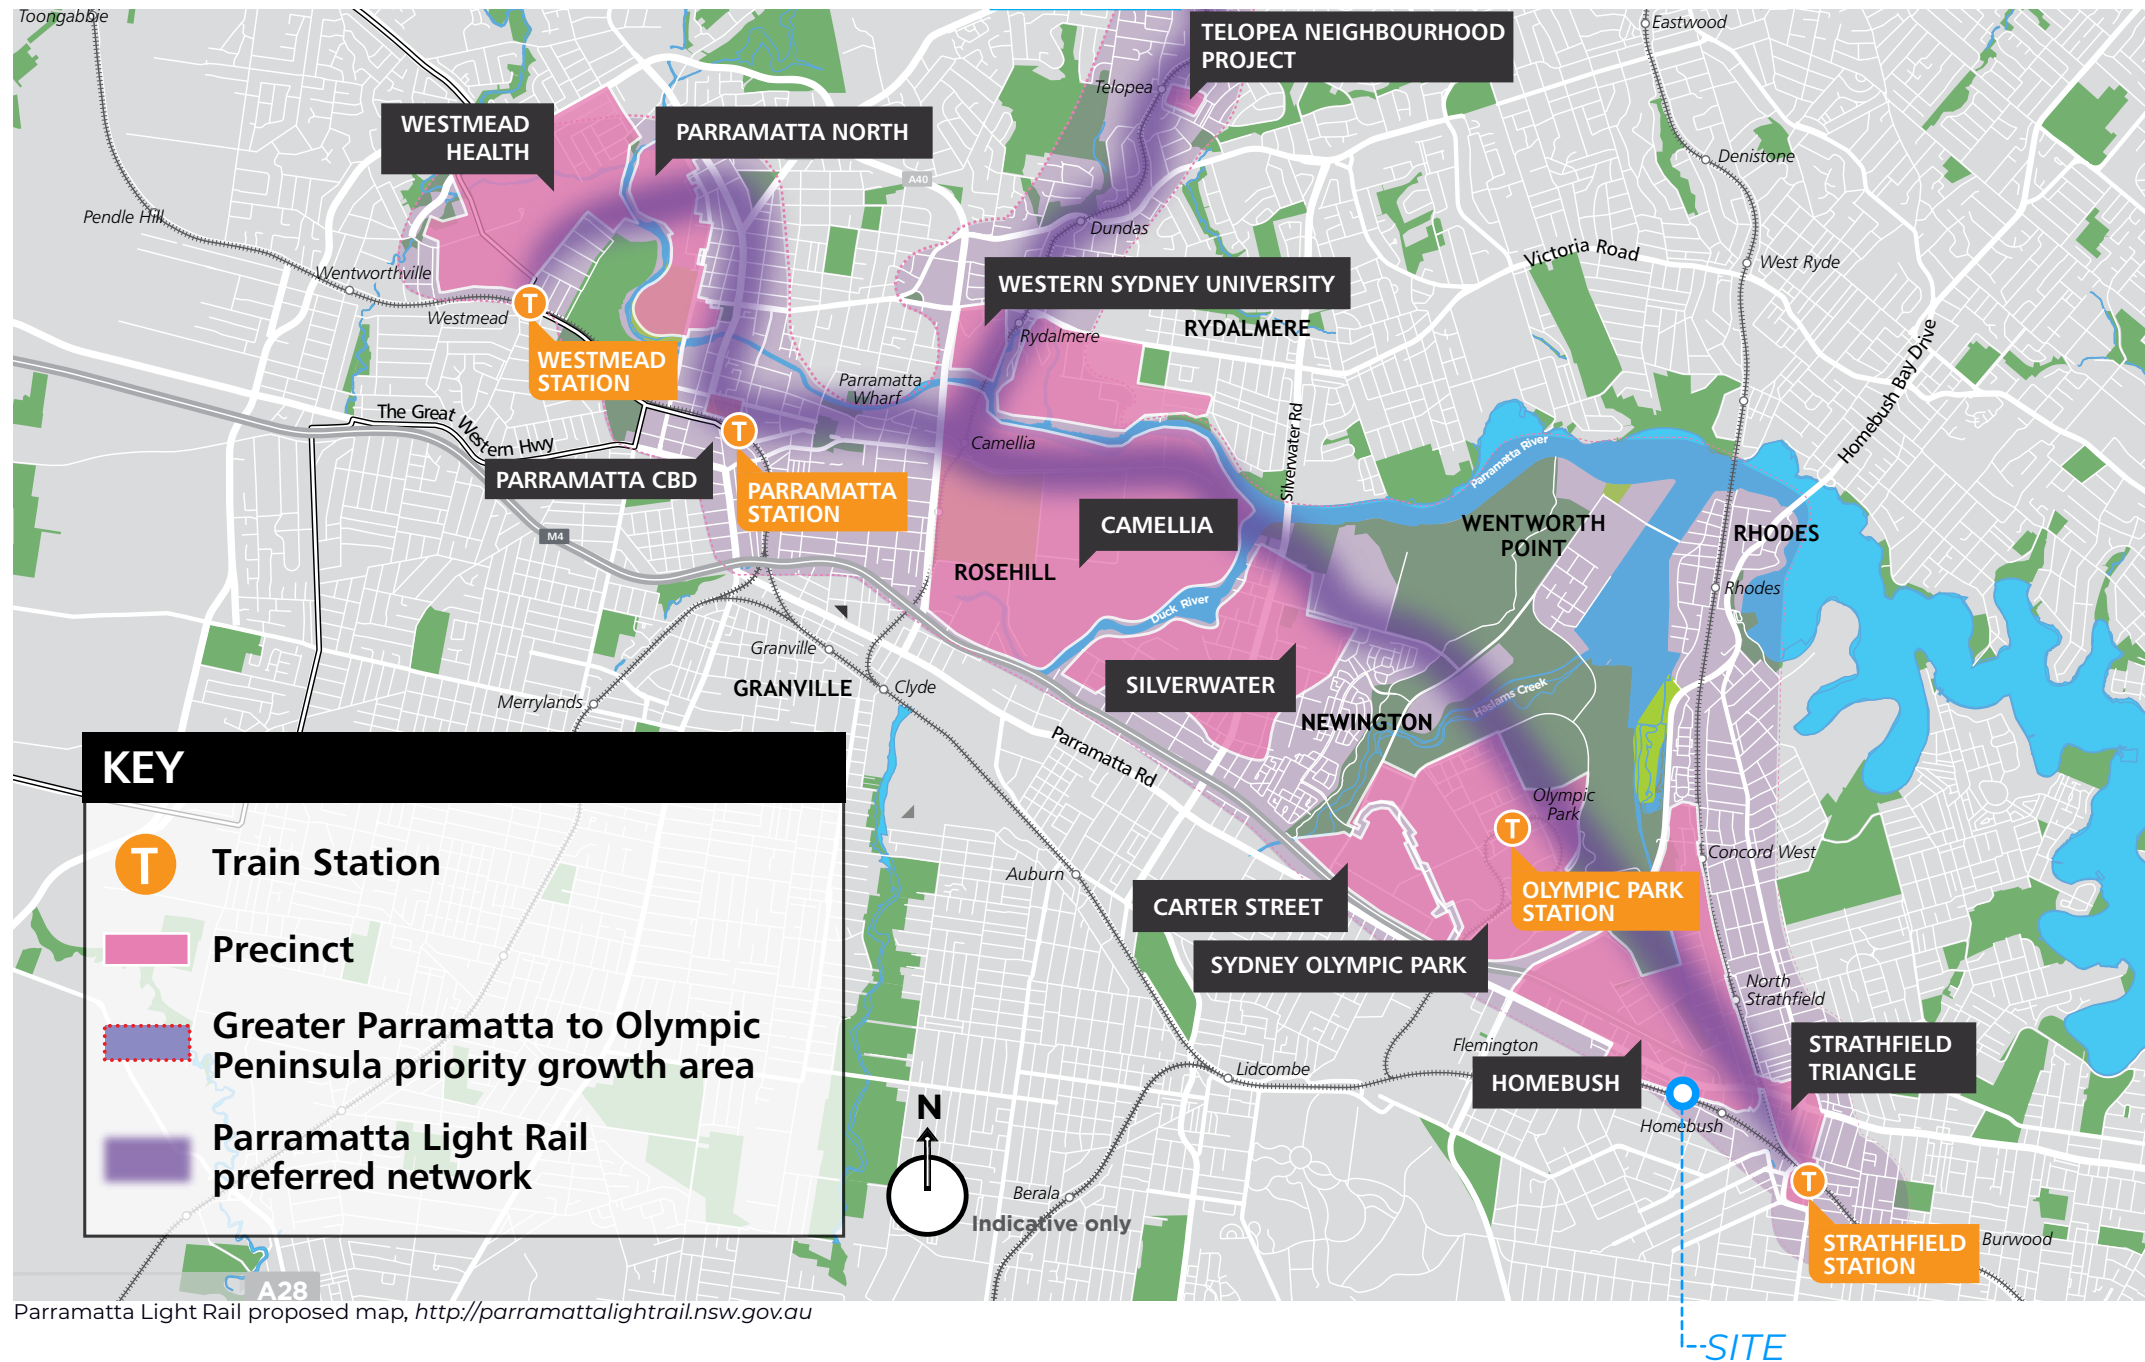 Toongabbie
TELOPEA NEIGHBOURHOOD
PROJECT
Eastwood
Telopea
WESTMEAD
HEALTH
PARRAMATTA NORTH
Denistone
A40
Pendle Hill
Dundas
Victoria Road
West Ryde
Wentworthville
WESTERN SYDNEY UNIVERSITY
RYDALMERE
Westmead
Rydalmere
WESTMEAD
STATION
Parramatta
Wharf
Homebush Bay Drive
The Great Western Hwy
Silverwater Rd
Camellia
Parramatta River
PARRAMATTA CBD
PARRAMATTA
STATION
CAMELLIA
WENTWORTH
POINT
RHODES
M4
ROSEHILL
Duck River
Rhodes
Granville
GRANVILLE
Clyde
SILVERWATER
Merrylands
NEWINGTON
Haslams Creek
Parramatta Rd
KEY
T Train Station
Precinct
Greater Parramatta to Olympic
Peninsula priority growth area
Parramatta Light Rail
preferred network
Olympic
Park
Concord West
Auburn
CARTER STREET
OLYMPIC PARK
STATION
SYDNEY OLYMPIC PARK
North
Strathfield
Flemington
STRATHFIELD
TRIANGLE
Lidcombe
HOMEBUSH
Homebush
N
Berala
Indicative only
T
T
T
T
STRATHFIELD
STATION
Burwood
A28
Parramatta Light Rail proposed map, http://parramattalightrail.nsw.gov.au
SITE